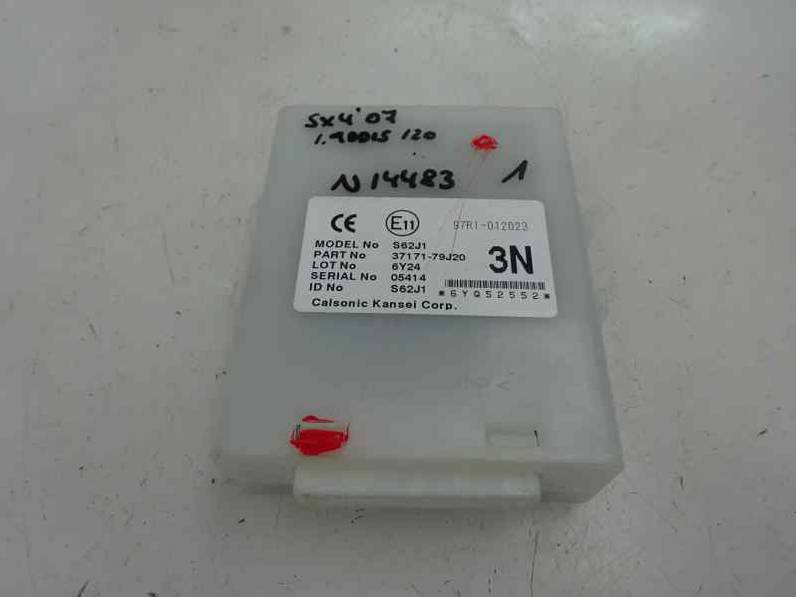 SX4'07
1.9DDIS 120
N14483 1
CE E11 97R1-012023
MODEL No S62J1
PART No 37171-79J20
LOT No 6Y24
SERIAL No 05414
ID No S62J1
3N
*6YQ52552*
Calsonic Kansei Corp.